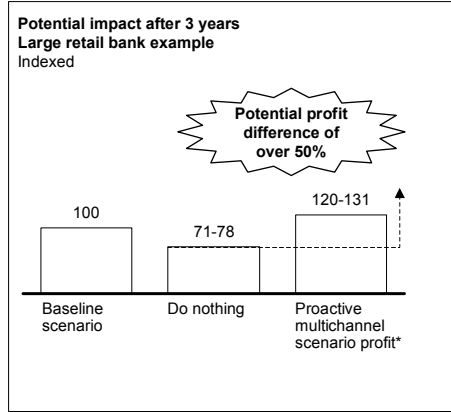 Potential impact after 3 years
Large retail bank example
Indexed
Potential profit
difference of
over 50%
100
71-78
120-131
Baseline
scenario
Do nothing
Proactive
multichannel
scenario profit*